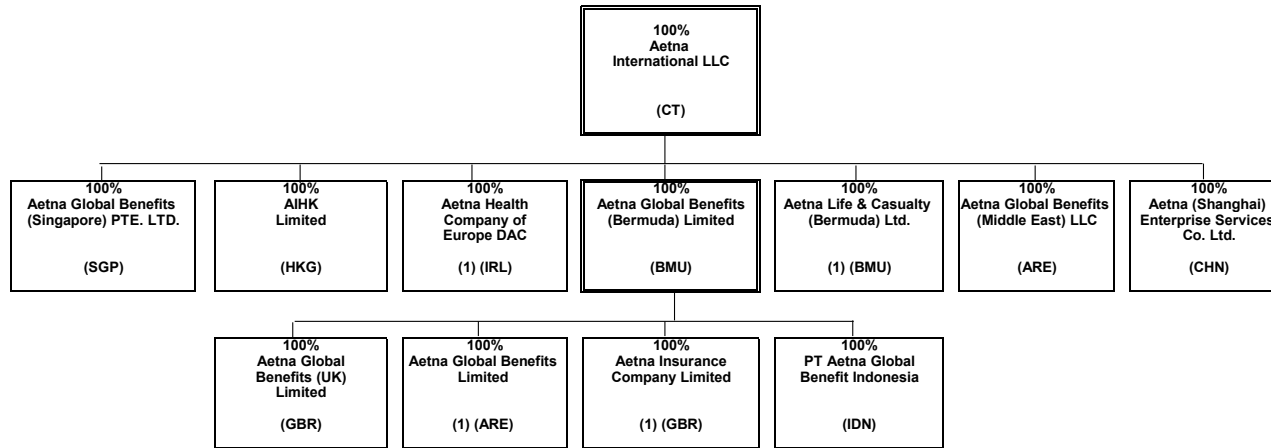 100%
Aetna
International LLC
(CT)
100%
Aetna Global Benefits
(Singapore) PTE. LTD.
(SGP)
100%
AIHK
Limited
(HKG)
100%
Aetna Health
Company of
Europe DAC
(1) (IRL)
100%
Aetna Global Benefits
(Bermuda) Limited
(BMU)
100%
Aetna Life & Casualty
(Bermuda) Ltd.
(1) (BMU)
100%
Aetna Global Benefits
(Middle East) LLC
(ARE)
100%
Aetna (Shanghai)
Enterprise Services
Co. Ltd.
(CHN)
100%
Aetna Global
Benefits (UK)
Limited
(GBR)
100%
Aetna Global Benefits
Limited
(1) (ARE)
100%
Aetna Insurance
Company Limited
(1) (GBR)
100%
PT Aetna Global
Benefit Indonesia
(IDN)